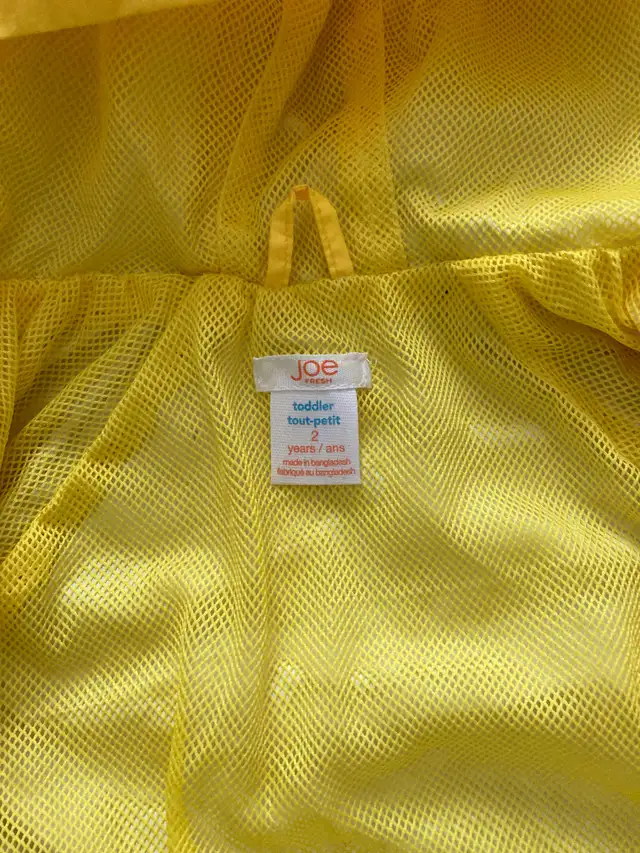 joe
FRESH
toddler
tout-petit
2
years / ans
made in bangladesh
fabriqué au bangladesh